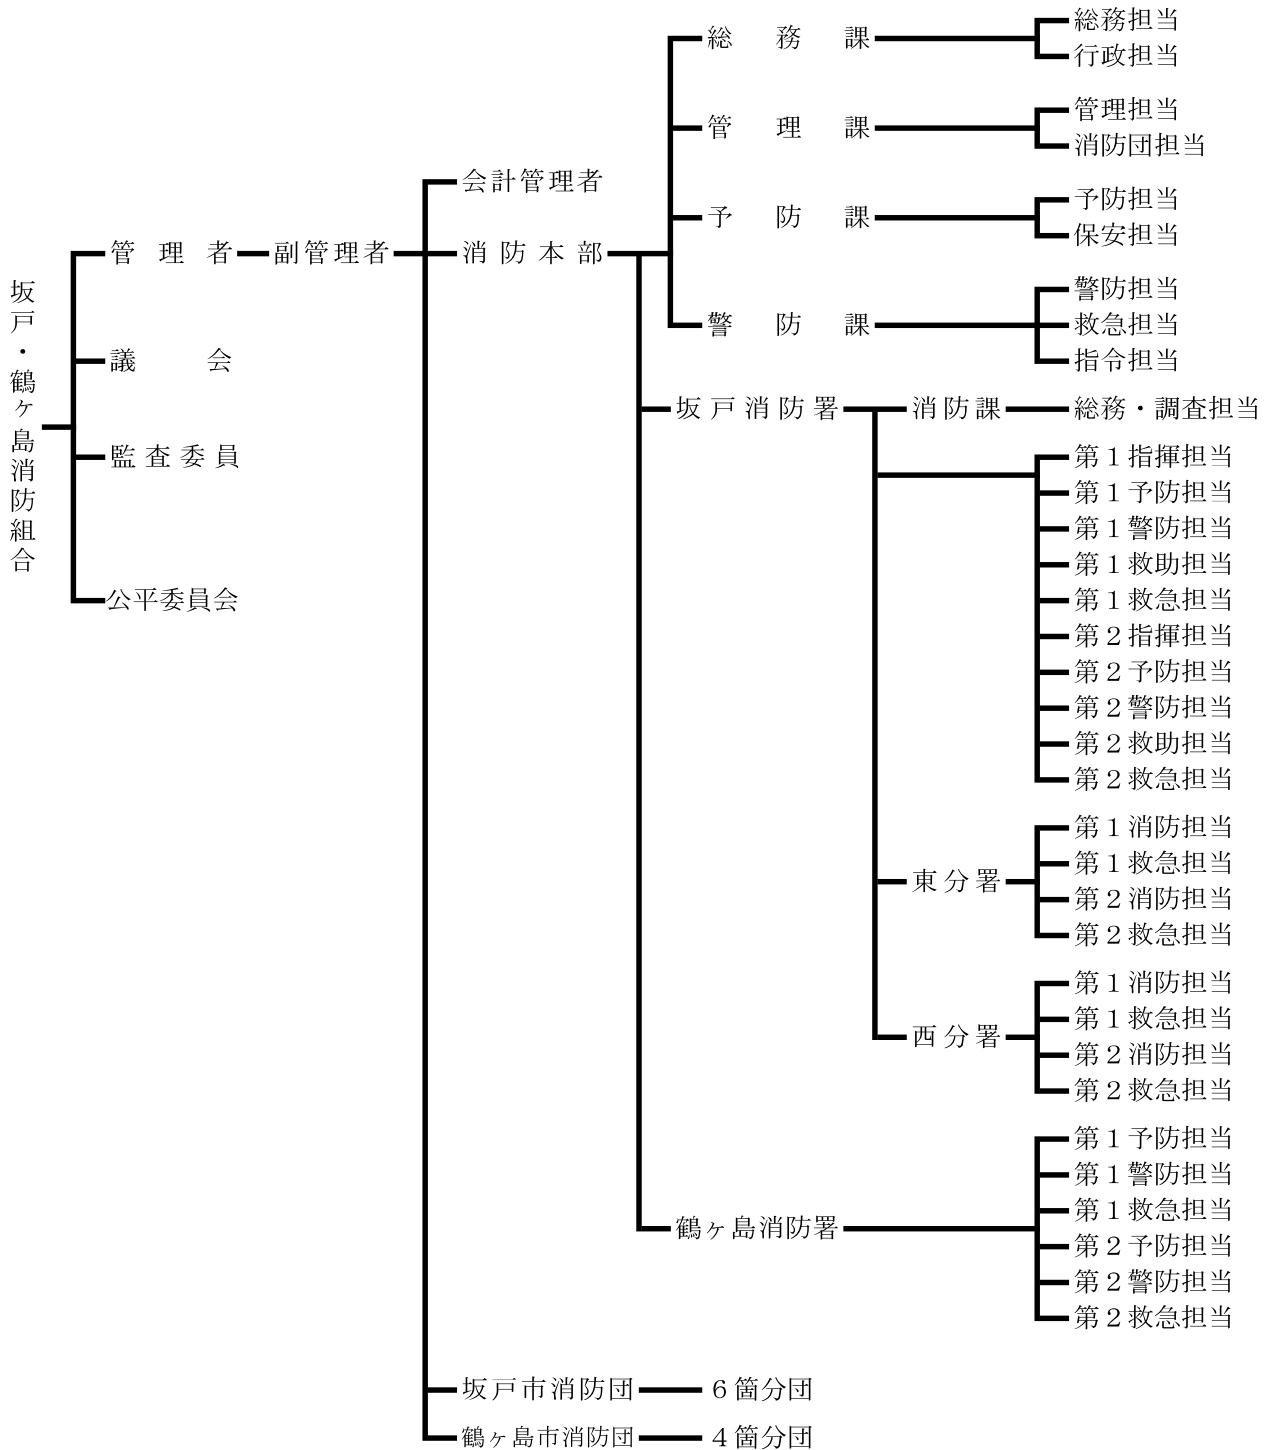 坂戸・鶴ヶ島消防組合
管理者
副管理者
議会
監査委員
公平委員会
会計管理者
消防本部
総務課
総務担当
行政担当
管理課
管理担当
消防団担当
予防課
予防担当
保安担当
警防課
警防担当
救急担当
指令担当
坂戸消防署
消防課
総務・調査担当
第１指揮担当
第１予防担当
第１警防担当
第１救助担当
第１救急担当
第２指揮担当
第２予防担当
第２警防担当
第２救助担当
第２救急担当
東分署
第１消防担当
第１救急担当
第２消防担当
第２救急担当
西分署
第１消防担当
第１救急担当
第２消防担当
第２救急担当
鶴ヶ島消防署
第１予防担当
第１警防担当
第１救急担当
第２予防担当
第２警防担当
第２救急担当
坂戸市消防団
６箇分団
鶴ヶ島市消防団
４箇分団